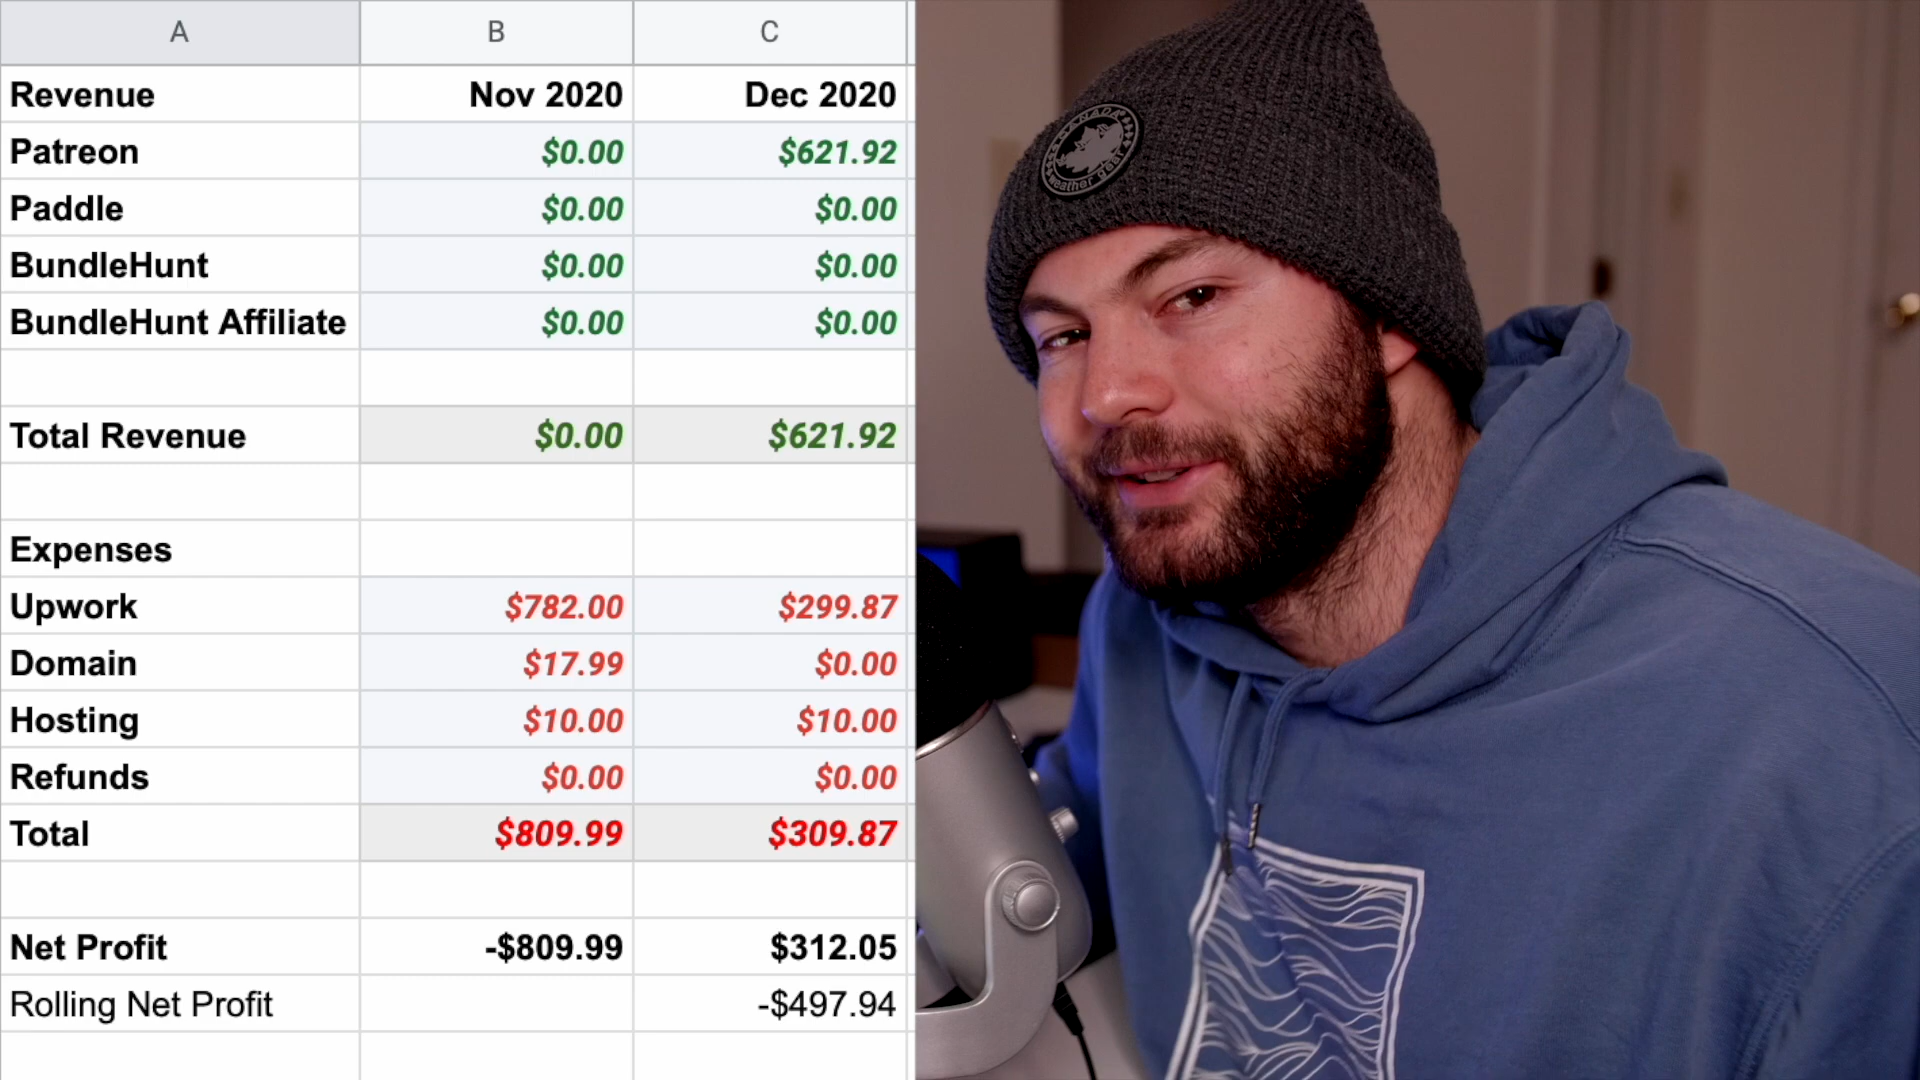 A B C
Revenue Nov 2020 Dec 2020
Patreon $0.00 $621.92
Paddle $0.00 $0.00
BundleHunt $0.00 $0.00
BundleHunt Affiliate $0.00 $0.00
Total Revenue $0.00 $621.92
Expenses
Upwork $782.00 $299.87
Domain $17.99 $0.00
Hosting $10.00 $10.00
Refunds $0.00 $0.00
Total $809.99 $309.87
Net Profit -$809.99 $312.05
Rolling Net Profit -$497.94
CANADA
weather gear